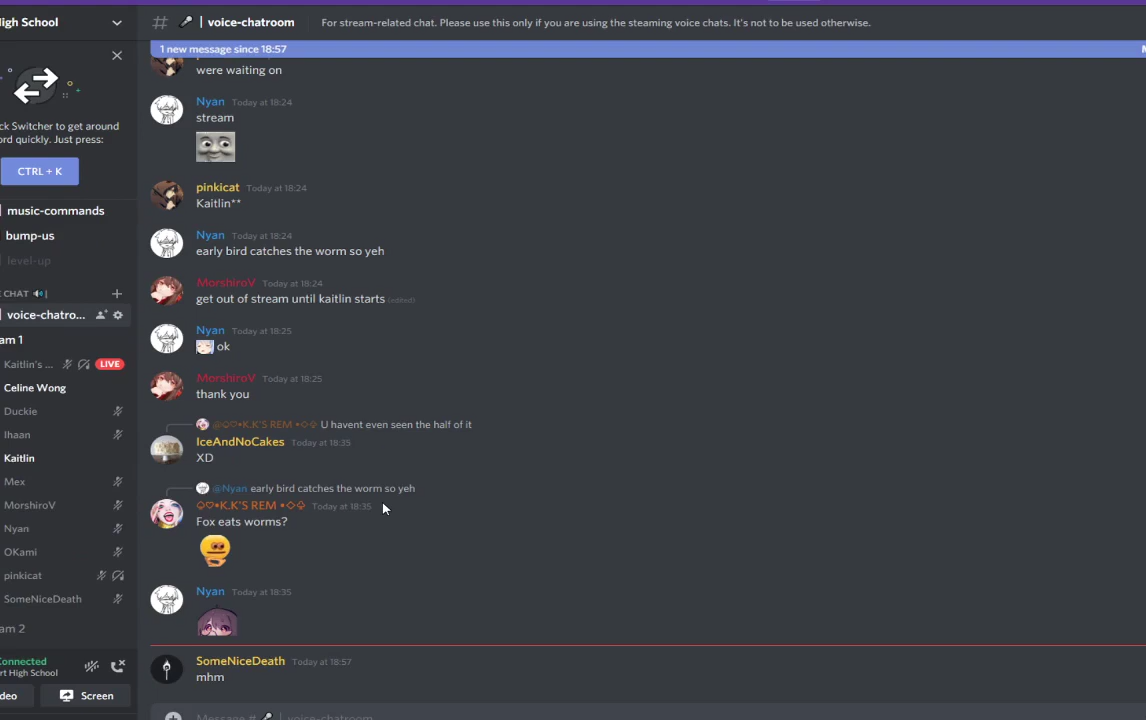 igh School
# | voice-chatroom For stream-related chat. Please use this only if you are using the steaming voice chats. It's not to be used otherwise.
1 new message since 18:57
ck Switcher to get around
ord quickly. Just press:
CTRL + K
music-commands
bump-us
level-up
CHAT
voice-chatro...
am 1
Kaitlin's ... LIVE
Celine Wong
Duckie
Ihaan
Kaitlin
Mex
MorshiroV
Nyan
OKami
pinkicat
SomeNiceDeath
am 2
Connected
rt High School
deo Screen
were waiting on
Nyan Today at 18:24
stream
pinkicat Today at 18:24
Kaitlin**
Nyan Today at 18:24
early bird catches the worm so yeh
MorshiroV Today at 18:24
get out of stream until kaitlin starts (edited)
Nyan Today at 18:25
ok
MorshiroV Today at 18:25
thank you
@♤♡•K.K'S REM •◇♧ U havent even seen the half of it
IceAndNoCakes Today at 18:35
XD
@Nyan early bird catches the worm so yeh
♤♡•K.K'S REM •◇♧ Today at 18:35
Fox eats worms?
Nyan Today at 18:35
SomeNiceDeath Today at 18:57
mhm
Message # | voice-chatroom